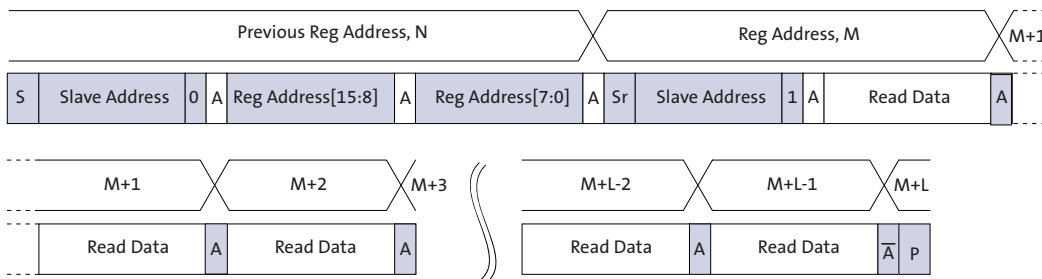 Previous Reg Address, N Reg Address, M M+1
S Slave Address 0 A Reg Address[15:8] A Reg Address[7:0] A Sr Slave Address 1 A Read Data A
M+1 M+2 M+3 M+L-2 M+L-1 M+L
Read Data A Read Data A Read Data A Read Data A̅ P